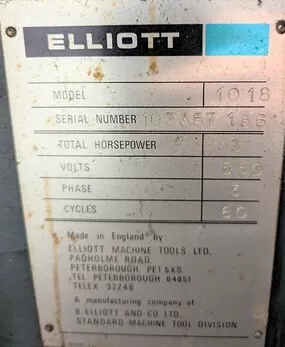 ELLIOTT
MODEL 1018
SERIAL NUMBER
TOTAL HORSEPOWER
VOLTS 550
PHASE 3
CYCLES 60
Made in England by:
ELLIOTT MACHINE TOOLS LTD.
PADHOLME ROAD,
PETERBOROUGH PE1 5XS
TEL. PETERBOROUGH 64851
TELEX 32248
A manufacturing company of
B. ELLIOTT AND CO LTD.
STANDARD MACHINE TOOL DIVISION